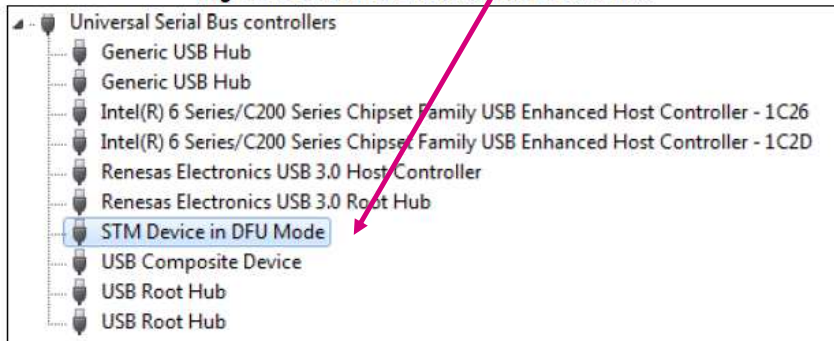 Universal Serial Bus controllers
Generic USB Hub
Generic USB Hub
Intel(R) 6 Series/C200 Series Chipset Family USB Enhanced Host Controller - 1C26
Intel(R) 6 Series/C200 Series Chipset Family USB Enhanced Host Controller - 1C2D
Renesas Electronics USB 3.0 Host Controller
Renesas Electronics USB 3.0 Root Hub
STM Device in DFU Mode
USB Composite Device
USB Root Hub
USB Root Hub